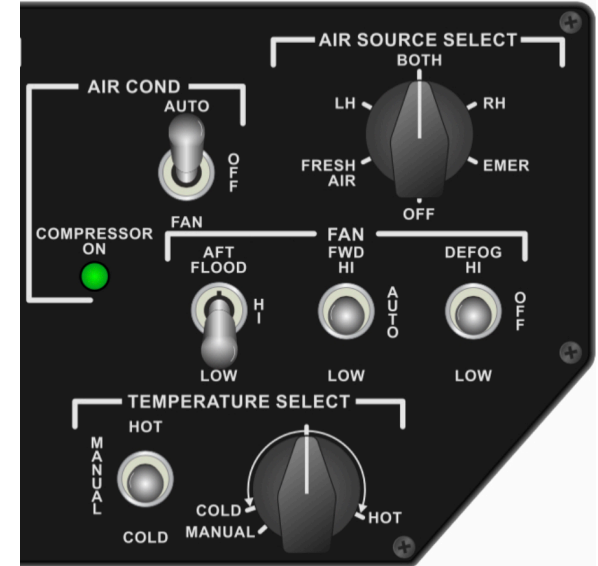 AIR SOURCE SELECT
BOTH
LH
RH
FRESH
AIR
EMER
OFF
AIR COND
AUTO
OFF
FAN
COMPRESSOR
ON
FAN
AFT
FLOOD
HI
LOW
FWD
HI
AUTO
LOW
DEFOG
HI
OFF
LOW
TEMPERATURE SELECT
HOT
MANUAL
COLD
COLD
MANUAL
HOT